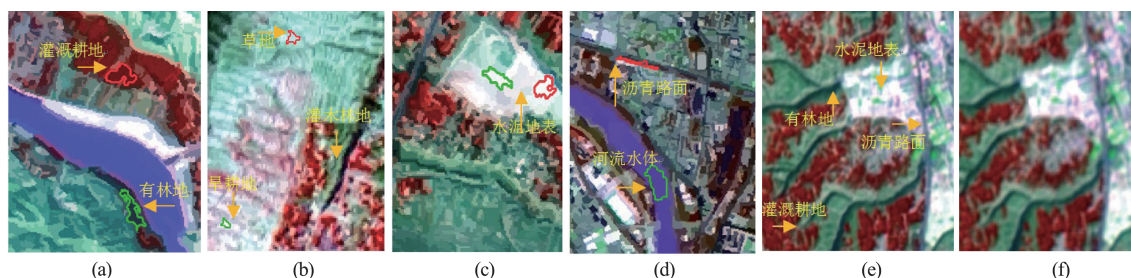 灌溉耕地
有林地
(a)
草地
灌木林地
旱耕地
(b)
水泥地表
(c)
沥青路面
河流水体
(d)
水泥地表
有林地
沥青路面
灌溉耕地
(e)
(f)